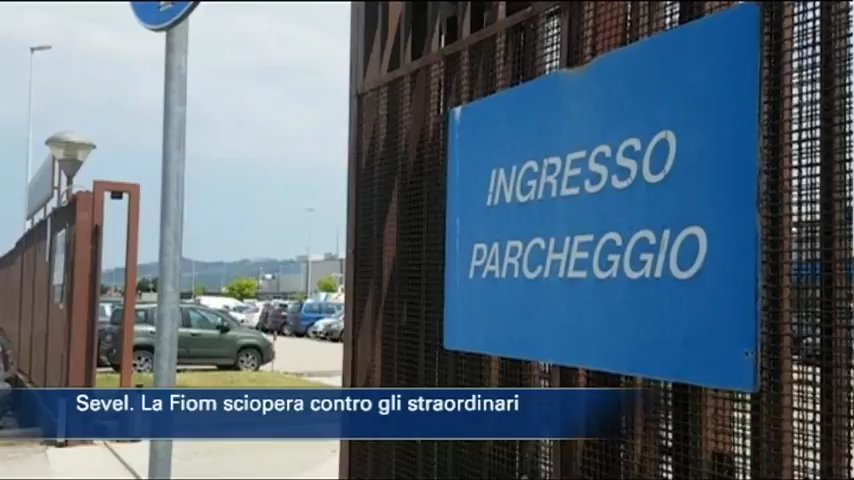 INGRESSO
PARCHEGGIO
Sevel. La Fiom sciopera contro gli straordinari